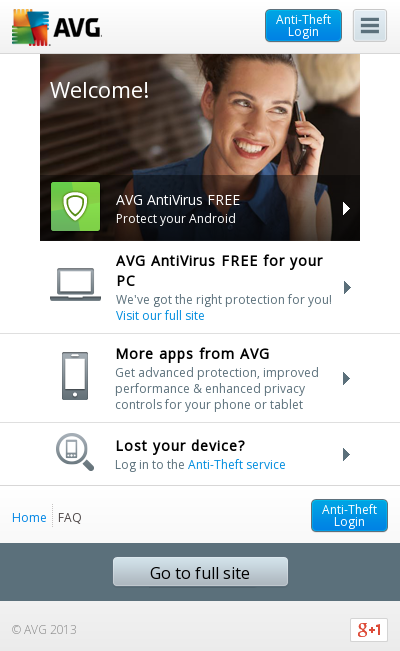 AVG
Anti-Theft
Login
Welcome!
AVG AntiVirus FREE
Protect your Android
AVG AntiVirus FREE for your
PC
We've got the right protection for you!
Visit our full site
More apps from AVG
Get advanced protection, improved
performance & enhanced privacy
controls for your phone or tablet
Lost your device?
Log in to the Anti-Theft service
Home FAQ
Anti-Theft
Login
Go to full site
© AVG 2013
g+1